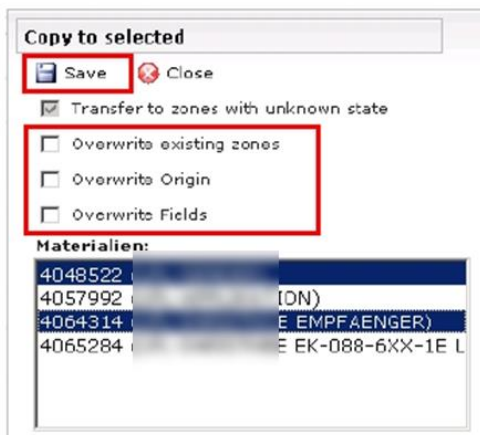 Copy to selected
Save Close
Transfer to zones with unknown state
Overwrite existing zones
Overwrite Origin
Overwrite Fields
Materialien:
4048522 (
4057992 ION)
4064314 E EMPFAENGER)
4065284 E EK-088-6XX-1E L